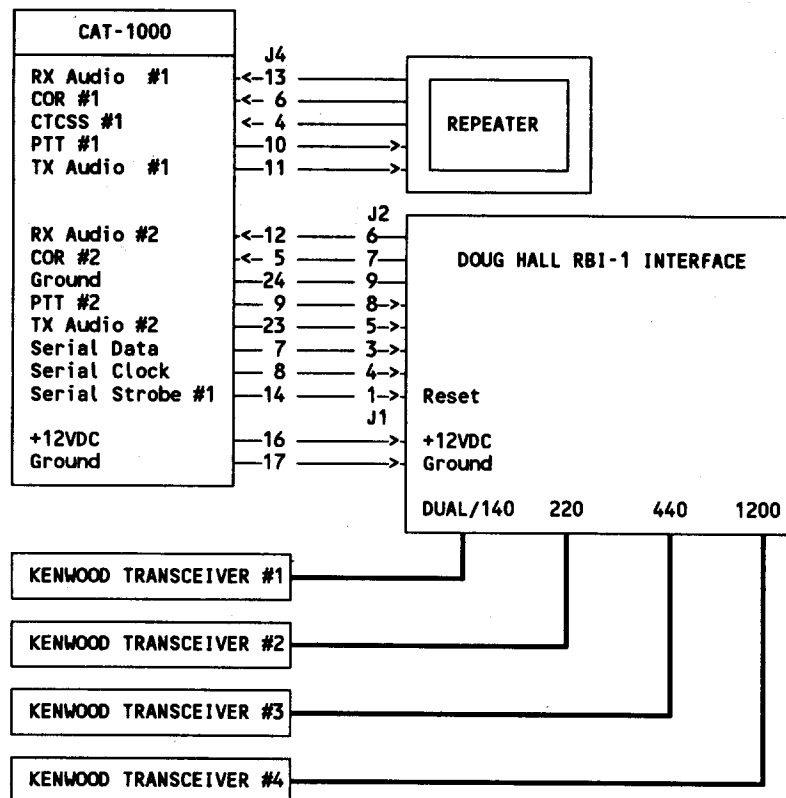 CAT-1000
J4
RX Audio #1 <-13
COR #1 <- 6
CTCSS #1 <- 4
PTT #1 10 >
TX Audio #1 11 >
REPEATER
J2
RX Audio #2 <-12 6
COR #2 <- 5 7
Ground 24 9
PTT #2 9 8->
TX Audio #2 23 5->
Serial Data 7 3->
Serial Clock 8 4->
Serial Strobe #1 14 1-> Reset
DOUG HALL RBI-1 INTERFACE
J1
+12VDC 16 -> +12VDC
Ground 17 -> Ground
DUAL/140 220 440 1200
KENWOOD TRANSCEIVER #1
KENWOOD TRANSCEIVER #2
KENWOOD TRANSCEIVER #3
KENWOOD TRANSCEIVER #4